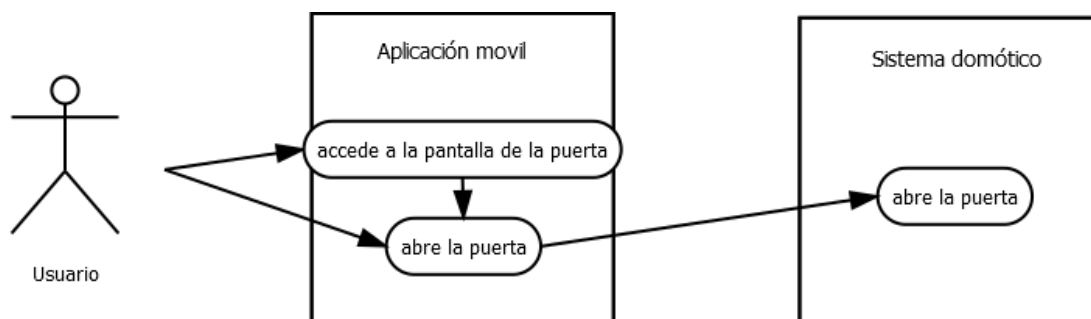 Aplicación movil
Sistema domótico
accede a la pantalla de la puerta
abre la puerta
abre la puerta
Usuario